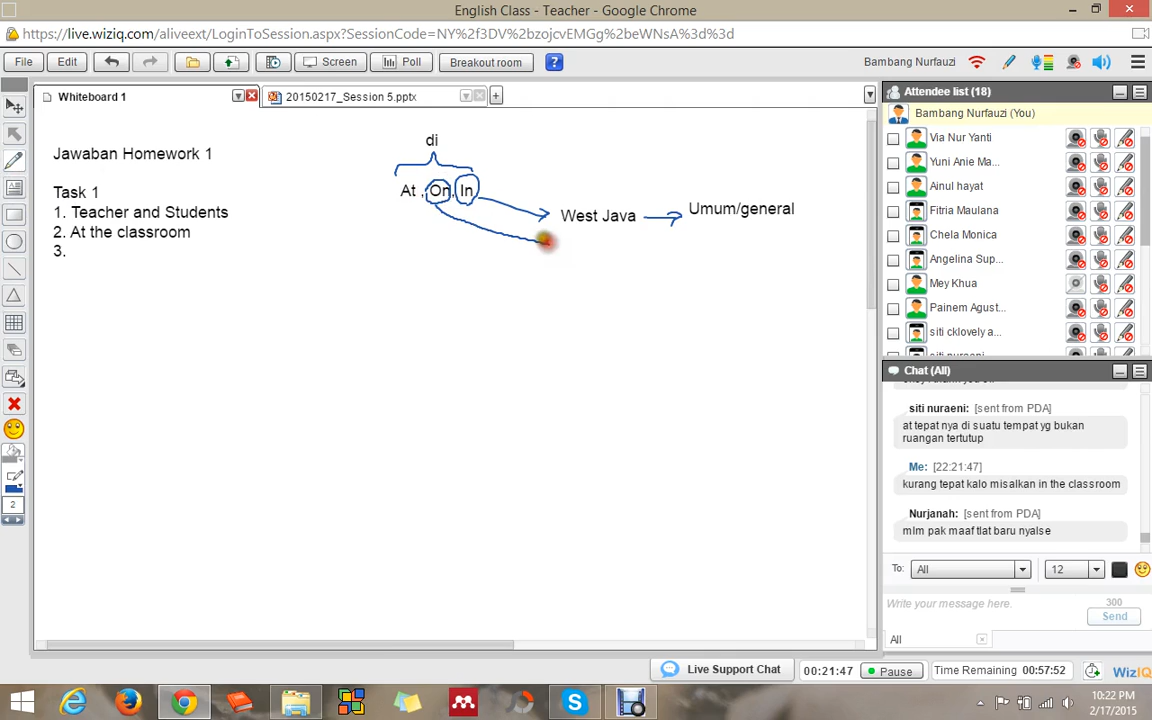 English Class - Teacher - Google Chrome
https://live.wiziq.com/aliveext/LoginToSession.aspx?SessionCode=NY%2f3DV%2bzojcvEMGg%2beWNsA%3d%3d
File Edit Screen Poll Breakout room ? Bambang Nurfauzi
Whiteboard 1 20150217_Session 5.pptx
Attendee list (18)
Bambang Nurfauzi (You)
Via Nur Yanti
Yuni Anie Ma...
Ainul hayat
Fitria Maulana
Chela Monica
Angelina Sup...
Mey Khua
Painem Agust...
siti cklovely a...
di
Jawaban Homework 1
At , On, In
Task 1
1. Teacher and Students
West Java
Umum/general
2. At the classroom
3.
Chat (All)
siti nuraeni: [sent from PDA]
at tepat nya di suatu tempat yg bukan
ruangan tertutup
Me: [22:21:47]
kurang tepat kalo misalkan in the classroom
Nurjanah: [sent from PDA]
mlm pak maaf tlat baru nyalse
To: All 12
Write your message here.
300
Send
All
2
Live Support Chat 00:21:47 Pause Time Remaining 00:57:52 WizIQ
10:22 PM
2/17/2015